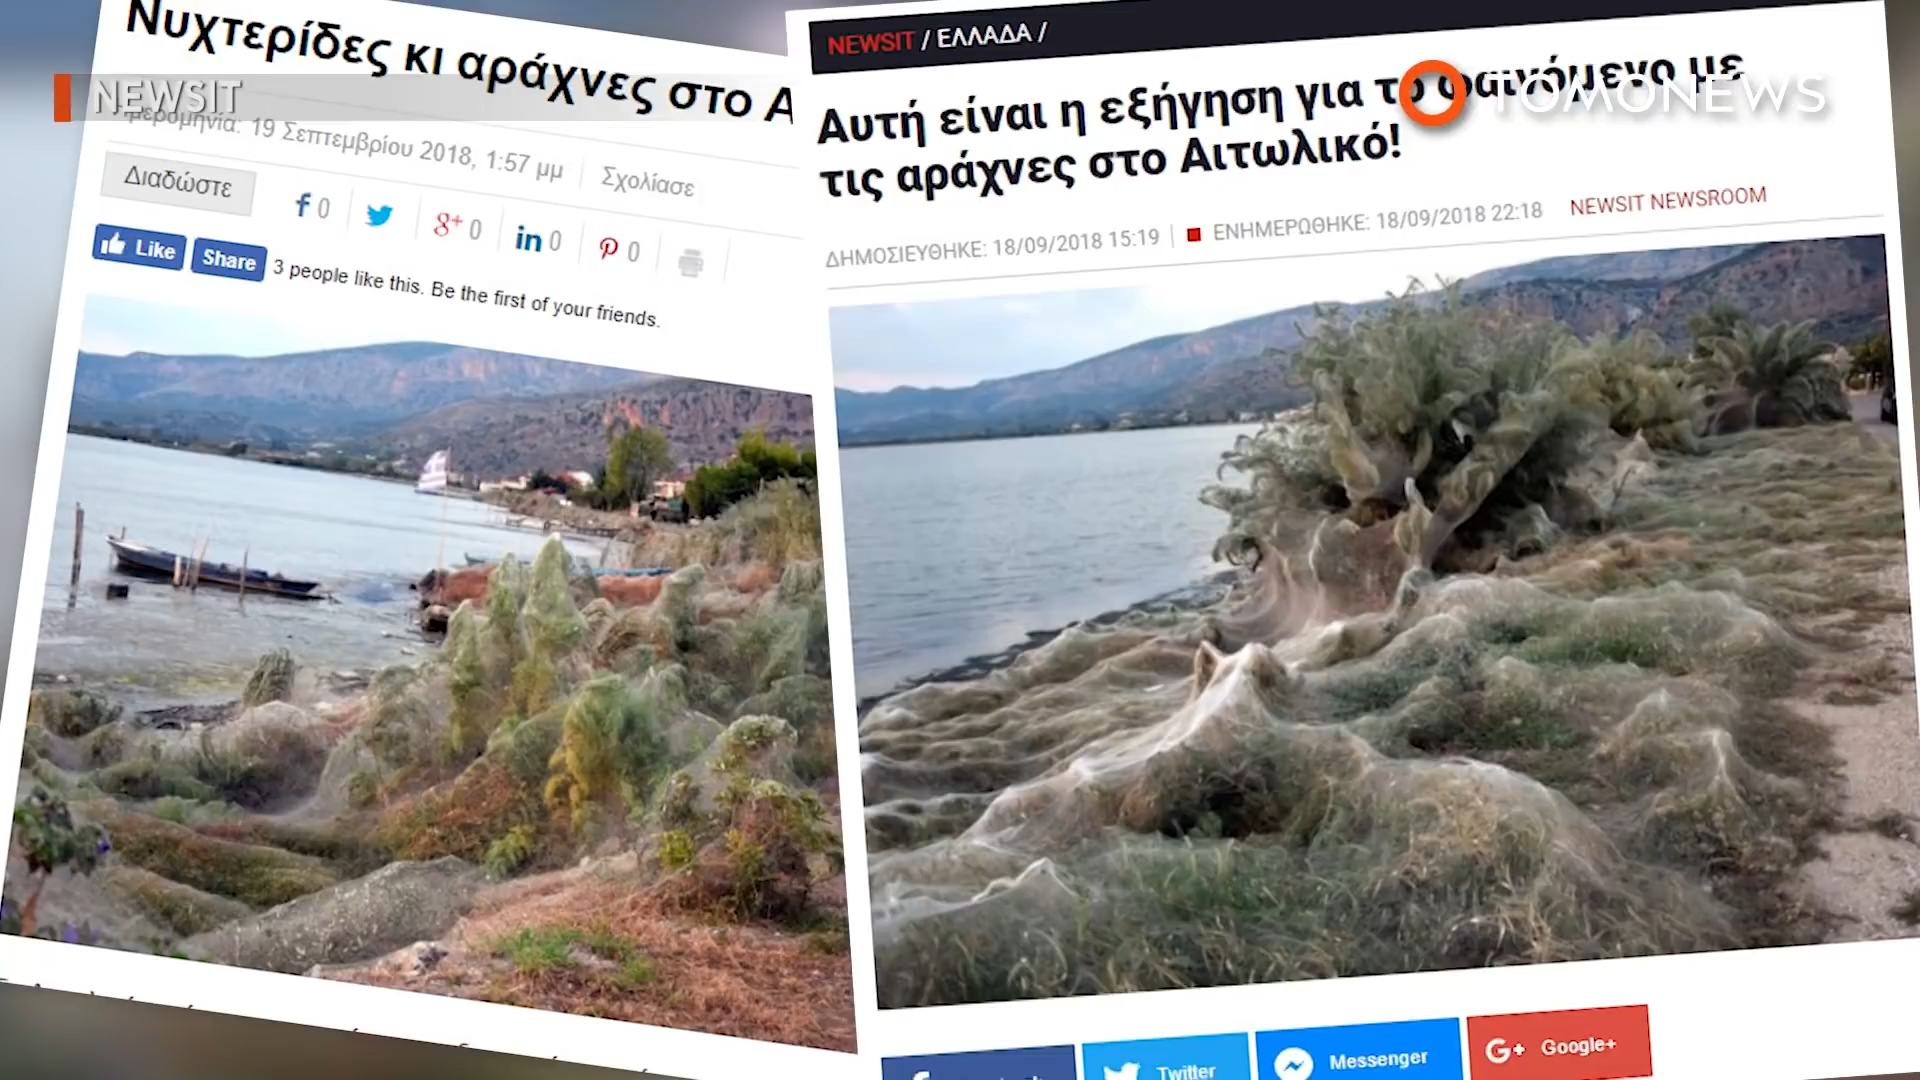 Νυχτερίδες κι αράχνες στο Α
NEWSIT
Ημερομηνία: 19 Σεπτεμβρίου 2018, 1:57 μμ
Σχολίασε
Διαδώστε
f 0
g+ 0
in 0
0
Like
Share
3 people like this. Be the first of your friends.
NEWSIT / ΕΛΛΑΔΑ /
TOMONEWS
Αυτή είναι η εξήγηση για το φαινόμενο με
τις αράχνες στο Αιτωλικό!
ΔΗΜΟΣΙΕΥΘΗΚΕ: 18/09/2018 15:19
ΕΝΗΜΕΡΩΘΗΚΕ: 18/09/2018 22:18
NEWSIT NEWSROOM
Twitter
Messenger
G+ Google+